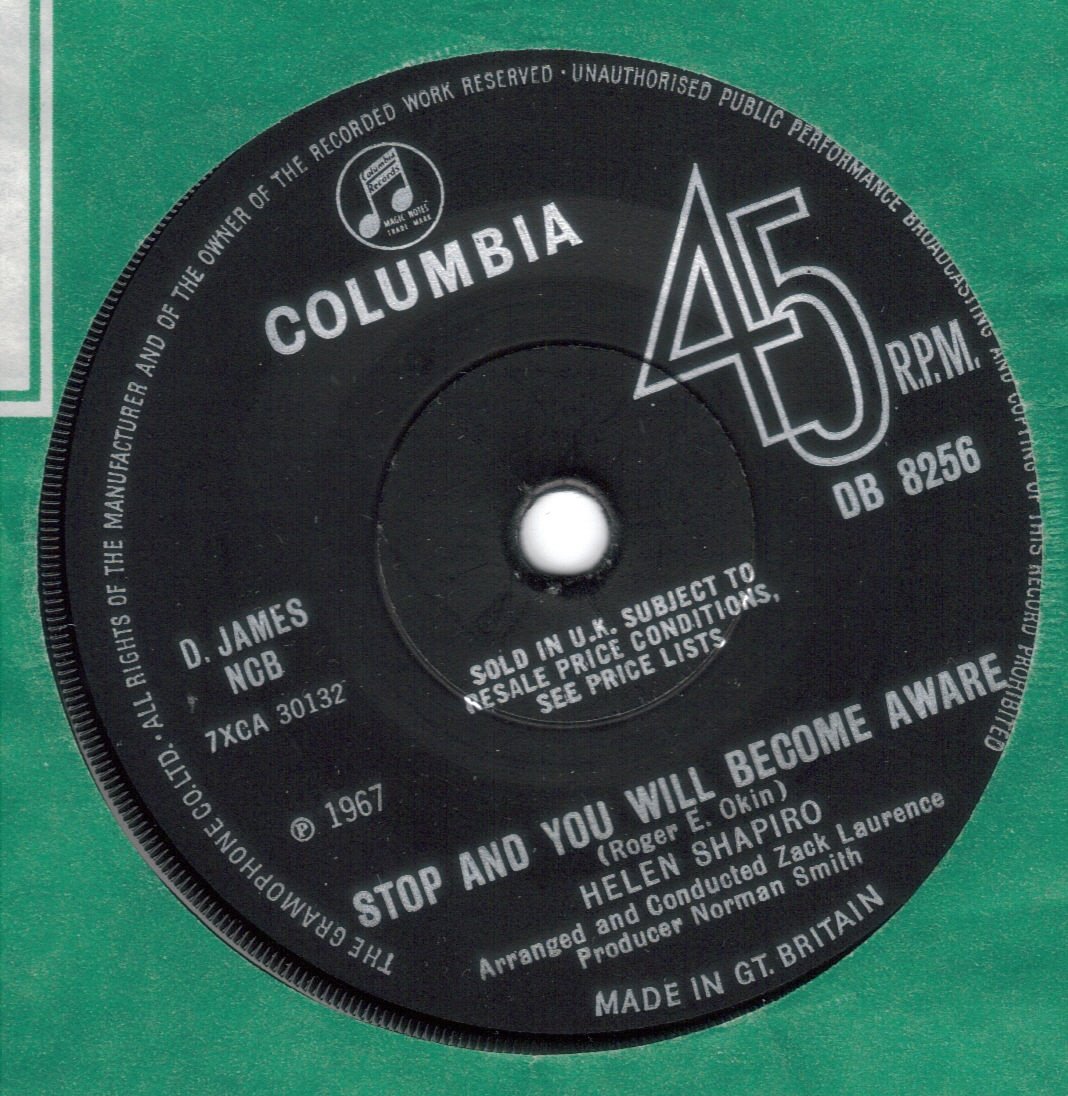 THE GRAMOPHONE CO.LTD. · ALL RIGHTS OF THE MANUFACTURER AND OF THE OWNER OF THE RECORDED WORK RESERVED · UNAUTHORISED PUBLIC PERFORMANCE BROADCASTING AND COPYING OF THIS RECORD PROHIBITED
Columbia
Records
MAGIC NOTES
TRADE MARK
COLUMBIA
45
R.P.M.
DB 8256
SOLD IN U.K. SUBJECT TO
RESALE PRICE CONDITIONS,
SEE PRICE LISTS
D. JAMES
NCB
7XCA 30132
℗ 1967
STOP AND YOU WILL BECOME AWARE
(Roger E. Okin)
HELEN SHAPIRO
Arranged and Conducted Zack Laurence
Producer Norman Smith
MADE IN GT. BRITAIN